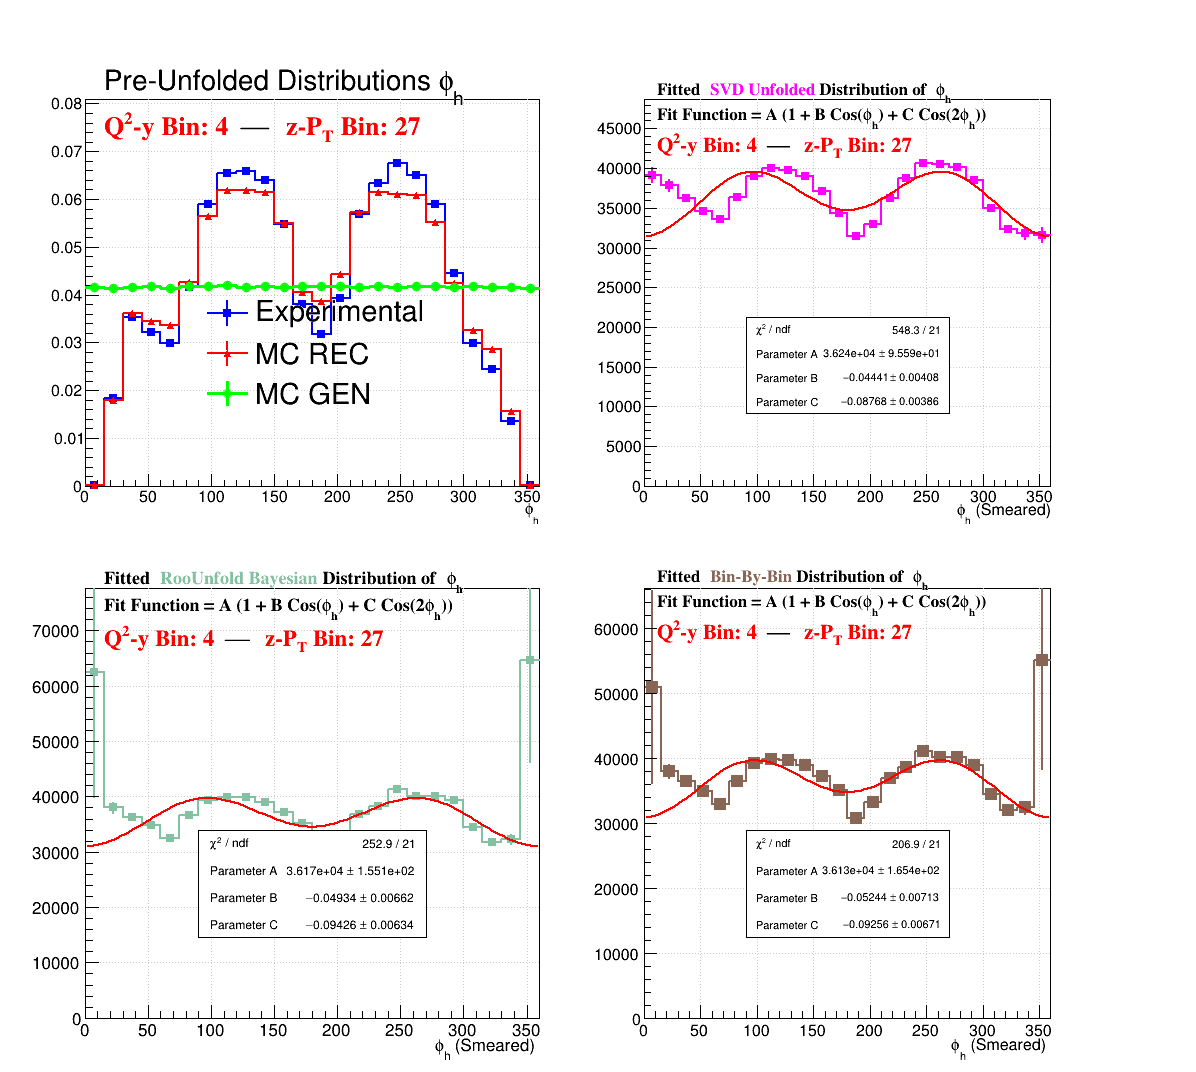 Pre-Unfolded Distributions ϕh
Q2-y Bin: 4 — z-PT Bin: 27
0.08
0.07
0.06
0.05
0.04
0.03
0.02
0.01
0
Experimental
MC REC
MC GEN
0 50 100 150 200 250 300 350
ϕh
Fitted SVD Unfolded Distribution of ϕh
Fit Function = A (1 + B Cos(ϕh) + C Cos(2ϕh))
Q2-y Bin: 4 — z-PT Bin: 27
45000
40000
35000
30000
25000
20000
15000
10000
5000
0
χ2 / ndf 548.3 / 21
Parameter A 3.624e+04 ± 9.559e+01
Parameter B −0.04441 ± 0.00408
Parameter C −0.08768 ± 0.00386
0 50 100 150 200 250 300 350
ϕh (Smeared)
Fitted RooUnfold Bayesian Distribution of ϕh
Fit Function = A (1 + B Cos(ϕh) + C Cos(2ϕh))
Q2-y Bin: 4 — z-PT Bin: 27
70000
60000
50000
40000
30000
20000
10000
0
χ2 / ndf 252.9 / 21
Parameter A 3.617e+04 ± 1.551e+02
Parameter B −0.04934 ± 0.00662
Parameter C −0.09426 ± 0.00634
0 50 100 150 200 250 300 350
ϕh (Smeared)
Fitted Bin-By-Bin Distribution of ϕh
Fit Function = A (1 + B Cos(ϕh) + C Cos(2ϕh))
Q2-y Bin: 4 — z-PT Bin: 27
60000
50000
40000
30000
20000
10000
0
χ2 / ndf 206.9 / 21
Parameter A 3.613e+04 ± 1.654e+02
Parameter B −0.05244 ± 0.00713
Parameter C −0.09256 ± 0.00671
0 50 100 150 200 250 300 350
ϕh (Smeared)